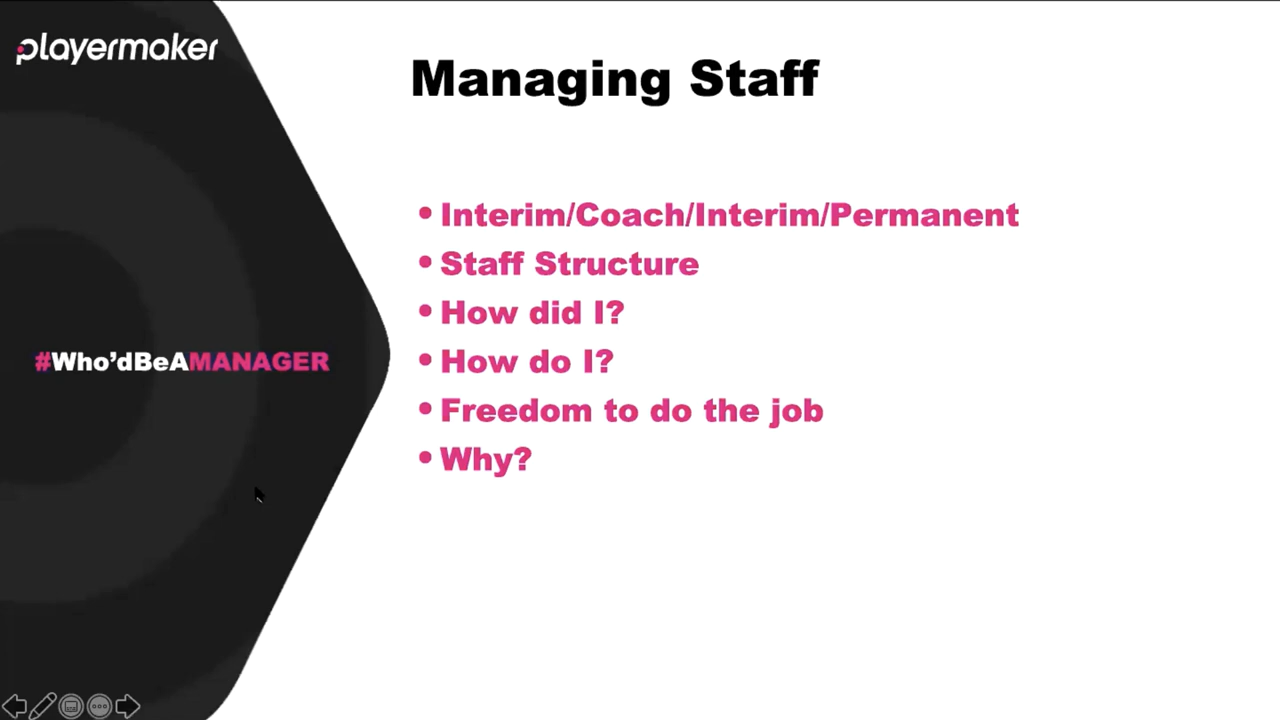 playermaker
Managing Staff
• Interim/Coach/Interim/Permanent
• Staff Structure
• How did I?
• How do I?
#Who’dBeAMANAGER
• Freedom to do the job
• Why?